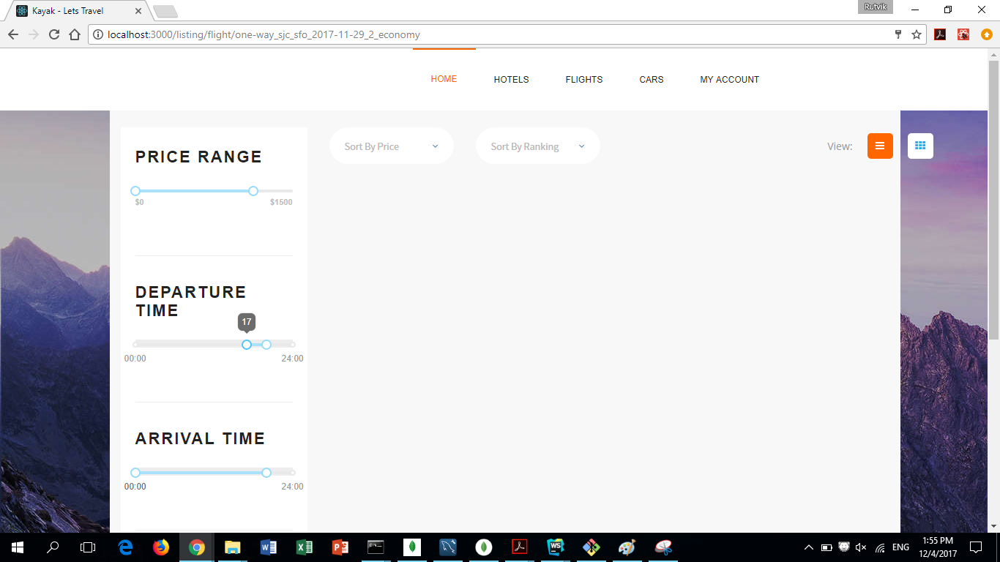 Kayak - Lets Travel
Rutvik
localhost:3000/listing/flight/one-way_sjc_sfo_2017-11-29_2_economy
HOME HOTELS FLIGHTS CARS MY ACCOUNT
PRICE RANGE
$0 $1500
DEPARTURE
TIME
17
00:00 24:00
ARRIVAL TIME
00:00 24:00
Sort By Price Sort By Ranking View:
ENG
1:55 PM
12/4/2017